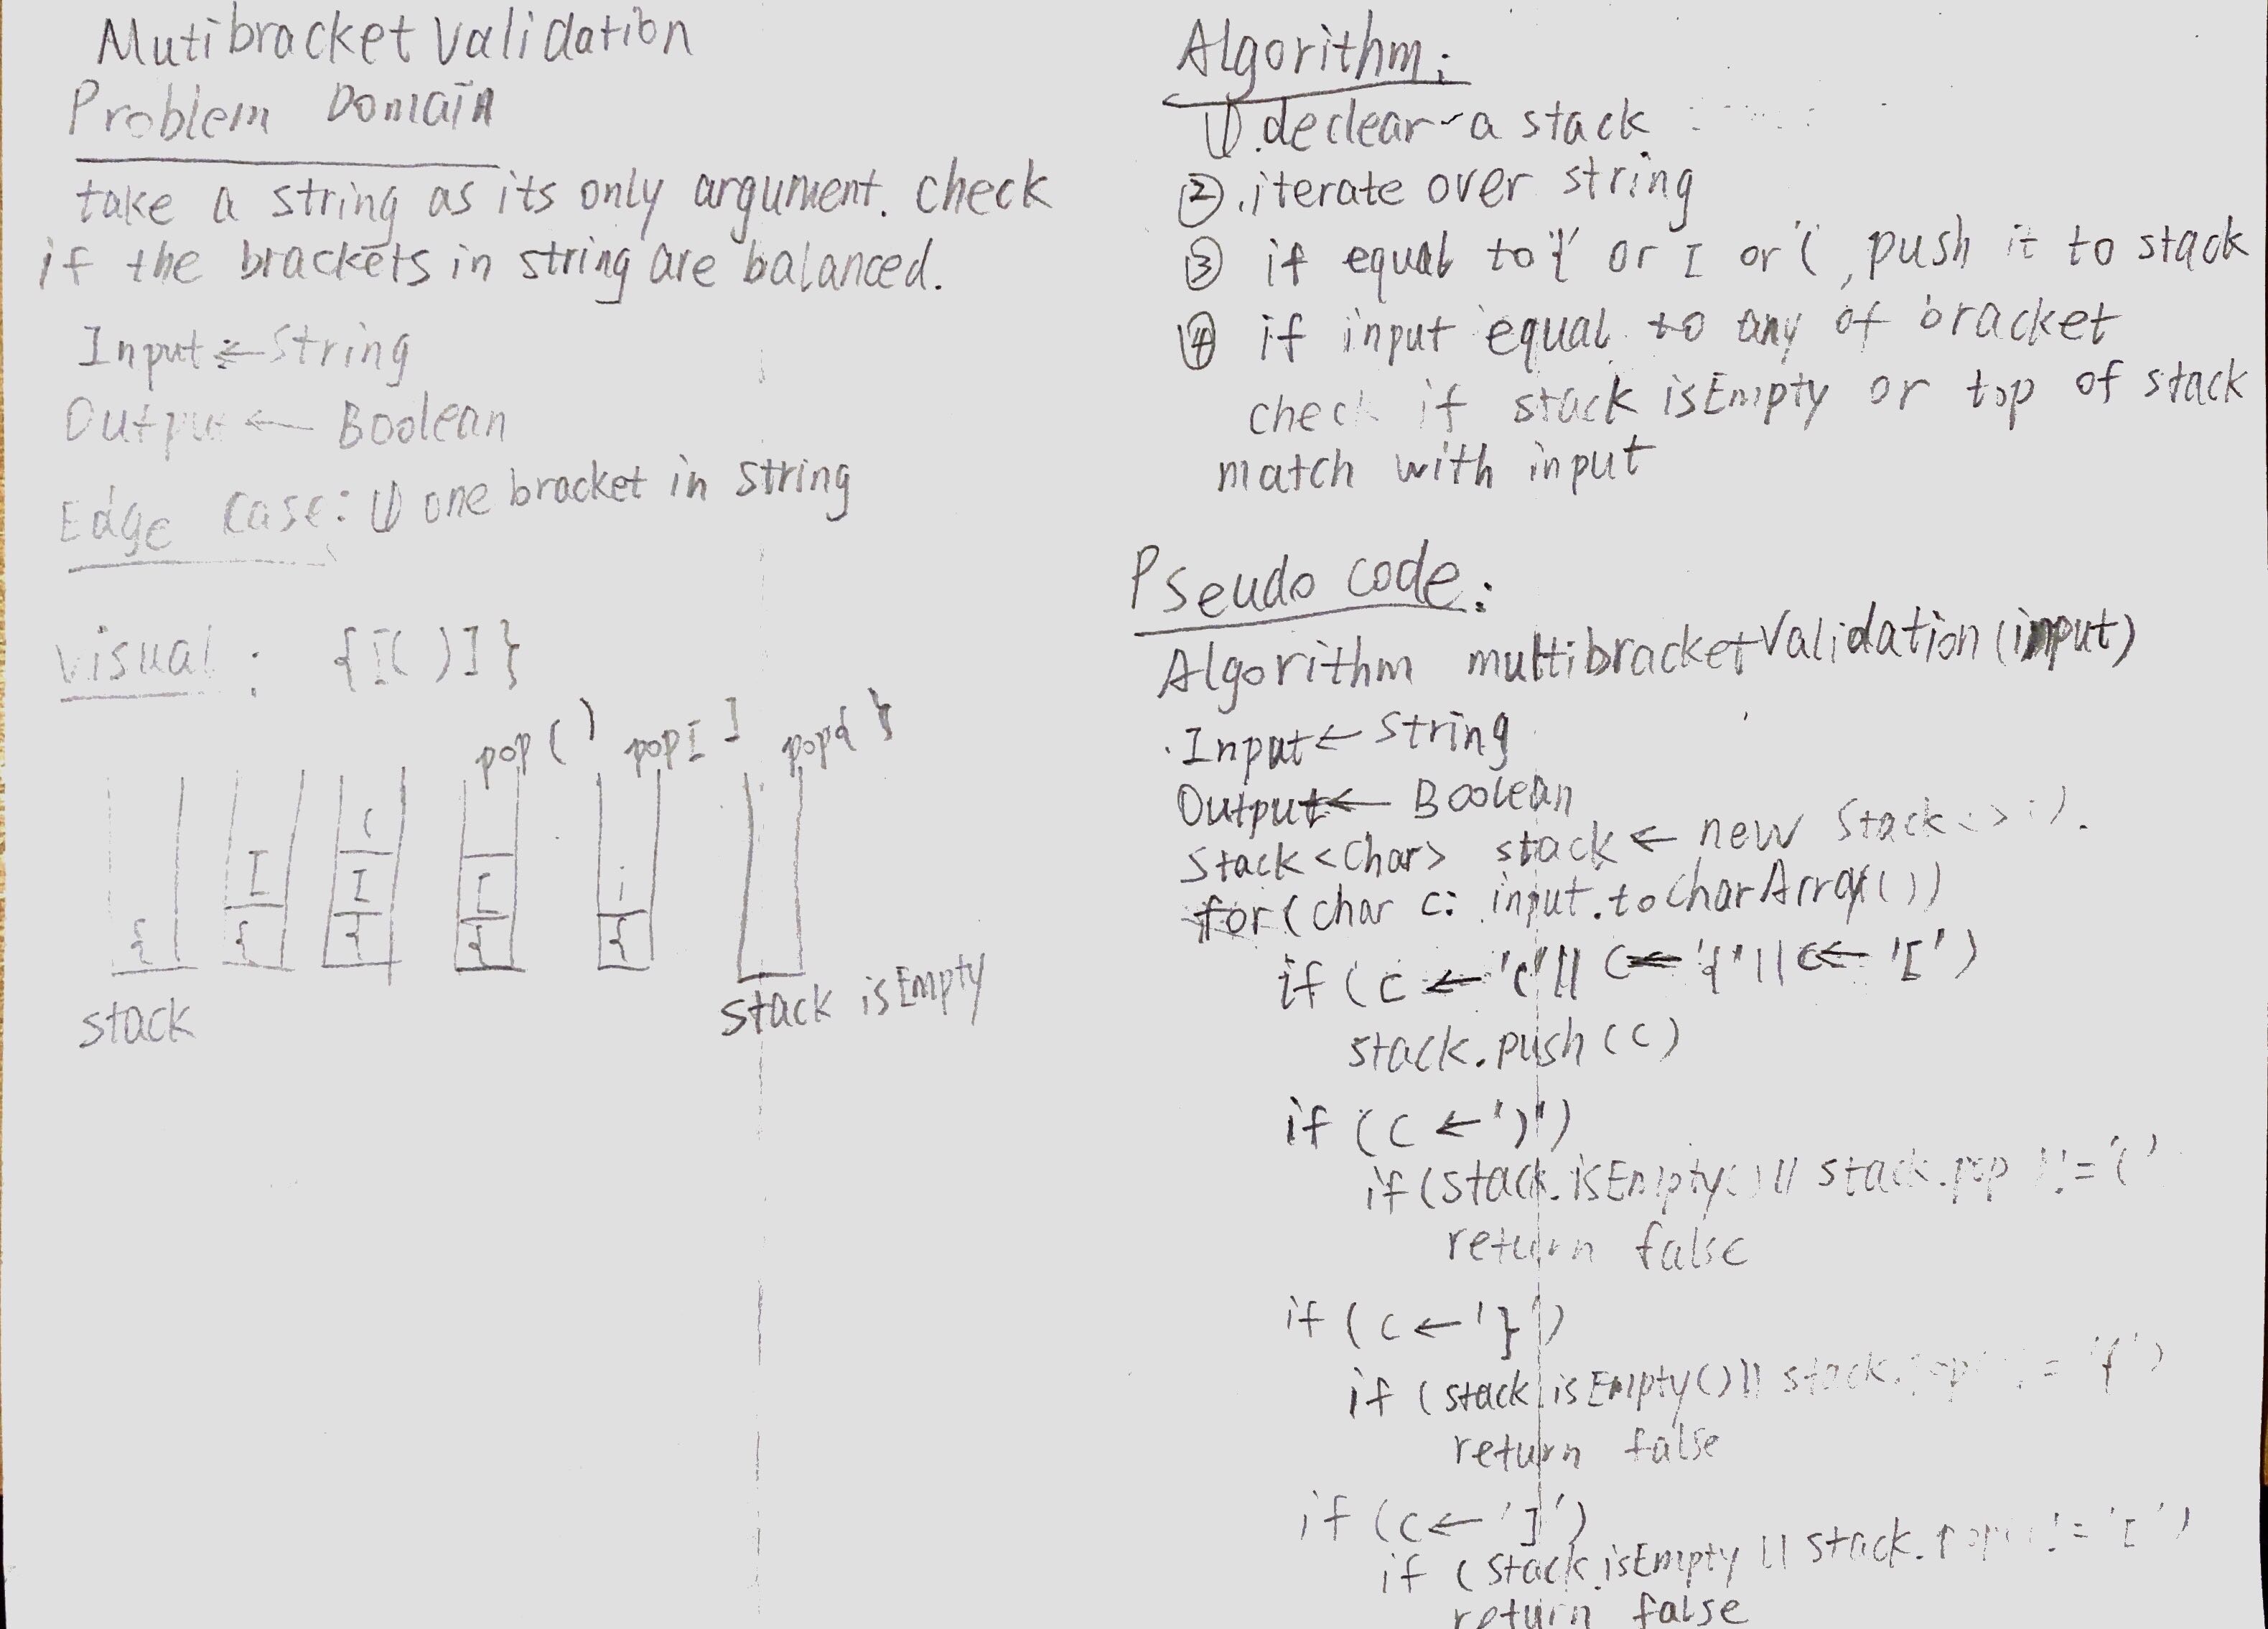 Mutibracket Validation
Problem Domain
take a string as its only argument. check
if the brackets in string are balanced.
Input ← String
Output ← Boolean
Edge Case: ① one bracket in string
visual : {[( )]}
pop ( ) pop [ ] pop { }
(
[ [ [
{ { { { {
stack
stack isEmpty
Algorithm:
① declear a stack
② iterate over string
③ if equal to '{' or [ or '( , push it to stack
④ if input equal to any of bracket
check if stack isEmpty or top of stack
match with input
Pseudo code:
Algorithm multibracketValidation(input)
Input ← String
Output ← Boolean
Stack <Char> stack ← new Stack<>().
for (char c: input.toCharArray())
if (c ← '(' || c ← '{' || c ← '[')
stack.push(c)
if (c ← ')')
if (stack.isEmpty() || stack.pop()!='('
return false
if (c ← '}')
if (stack.isEmpty() || stack.pop()!='{')
return false
if (c ← ']')
if (stack.isEmpty || stack.pop()!='[')
return false